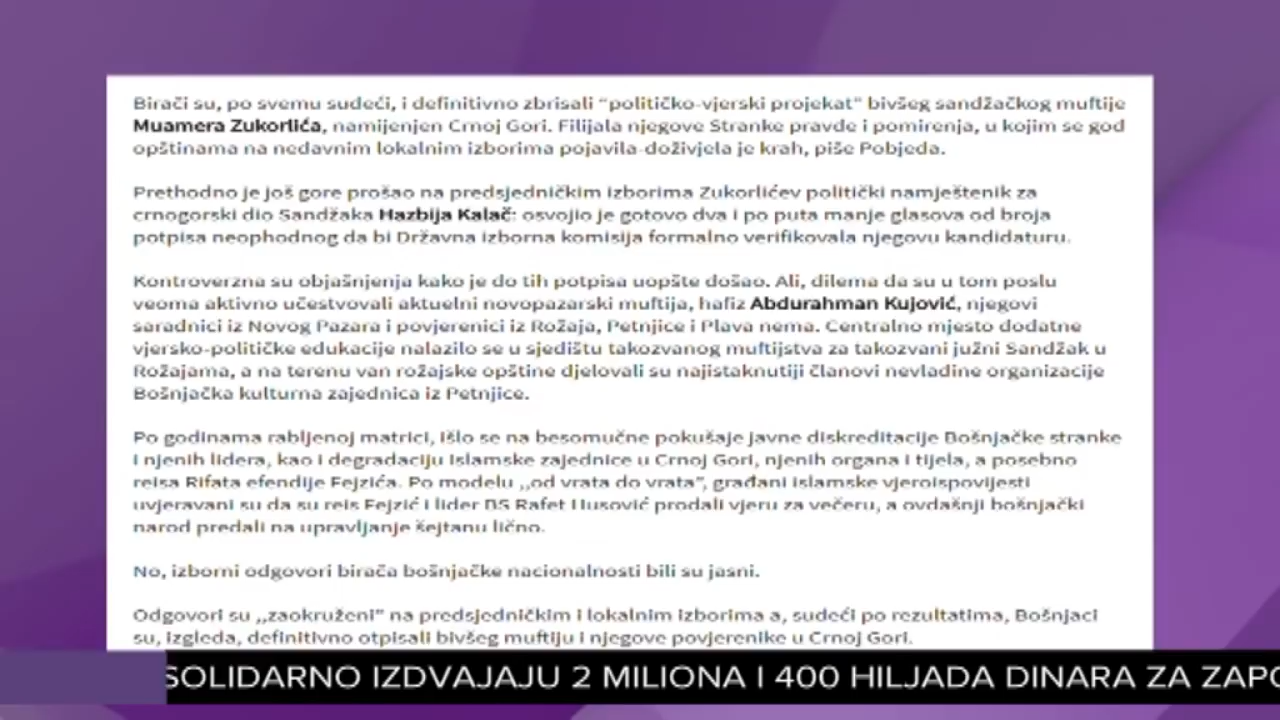 Birači su, po svemu sudeći, i definitivno zbrisali "političko-vjerski projekat" bivšeg sandžačkog muftije
Muamera Zukorlića, namijenjen Crnoj Gori. Filijala njegove Stranke pravde i pomirenja, u kojim se god
opštinama na nedavnim lokalnim izborima pojavila-doživjela je krah, piše Pobjeda.
Prethodno je još gore prošao na predsjedničkim izborima Zukorlićev politički namještenik za
crnogorski dio Sandžaka Hazbija Kalač: osvojio je gotovo dva i po puta manje glasova od broja
potpisa neophodnog da bi Državna izborna komisija formalno verifikovala njegovu kandidaturu.
Kontroverzna su objašnjenja kako je do tih potpisa uopšte došao. Ali, dilema da su u tom poslu
veoma aktivno učestvovali aktuelni novopazarski muftija, hafiz Abdurahman Kujović, njegovi
saradnici iz Novog Pazara i povjerenici iz Rožaja, Petnjice i Plava nema. Centralno mjesto dodatne
vjersko-političke edukacije nalazilo se u sjedištu takozvanog muftijstva za takozvani južni Sandžak u
Rožajama, a na terenu van rožajske opštine djelovali su najistaknutiji članovi nevladine organizacije
Bošnjačka kulturna zajednica iz Petnjice.
Po godinama rabljenoj matrici, išlo se na besomučne pokušaje javne diskreditacije Bošnjačke stranke
i njenih lidera, kao i degradaciju Islamske zajednice u Crnoj Gori, njenih organa i tijela, a posebno
reisa Rifata efendije Fejzića. Po modelu ,,od vrata do vrata", građani islamske vjeroispovijesti
uvjeravani su da su reis Fejzić i lider BS Rafet Husović prodali vjeru za večeru, a ovdašnji bošnjački
narod predali na upravljanje šejtanu lično.
No, izborni odgovori birača bošnjačke nacionalnosti bili su jasni.
Odgovori su ,,zaokruženi" na predsjedničkim i lokalnim izborima a, sudeći po rezultatima, Bošnjaci
su, izgleda, definitivno otpisali bivšeg muftiju i njegove povjerenike u Crnoj Gori.
SOLIDARNO IZDVAJAJU 2 MILIONA I 400 HILJADA DINARA ZA ZAPO